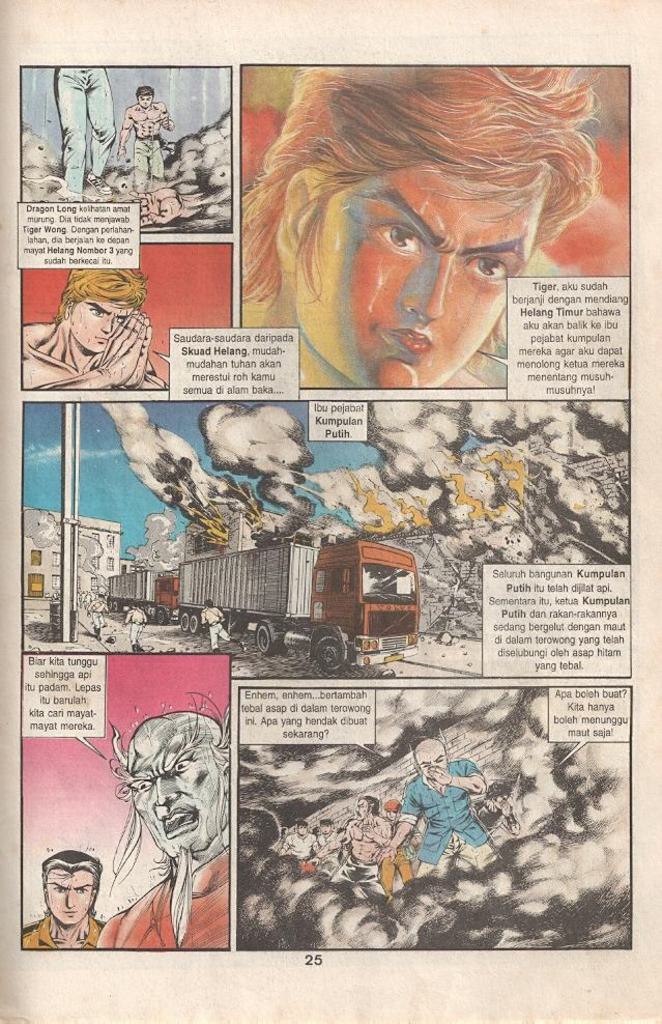 Dragon Long kelihatan amat
murung. Dia tidak menjawab
Tiger Wong. Dengan perlahan-
lahan, dia berjalan ke depan
mayat Helang Nombor 3 yang
sudah berkecai itu.
Saudara-saudara daripada
Skuad Helang, mudah-
mudahan tuhan akan
merestui roh kamu
semua di alam baka....
Tiger, aku sudah
berjanji dengan mendiang
Helang Timur bahawa
aku akan balik ke ibu
pejabat kumpulan
mereka agar aku dapat
menolong ketua mereka
menentang musuh-
musuhnya!
Ibu pejabat
Kumpulan
Putih.
VOLVO
Seluruh bangunan Kumpulan
Putih itu telah dijilat api.
Sementara itu, ketua Kumpulan
Putih dan rakan-rakannya
sedang bergelut dengan maut
di dalam terowong yang telah
diselubungi oleh asap hitam
yang tebal.
Biar kita tunggu
sehingga api
itu padam. Lepas
itu barulah
kita cari mayat-
mayat mereka.
Enhem, enhem...bertambah
tebal asap di dalam terowong
ini. Apa yang hendak dibuat
sekarang?
Apa boleh buat?
Kita hanya
boleh menunggu
maut saja!
25